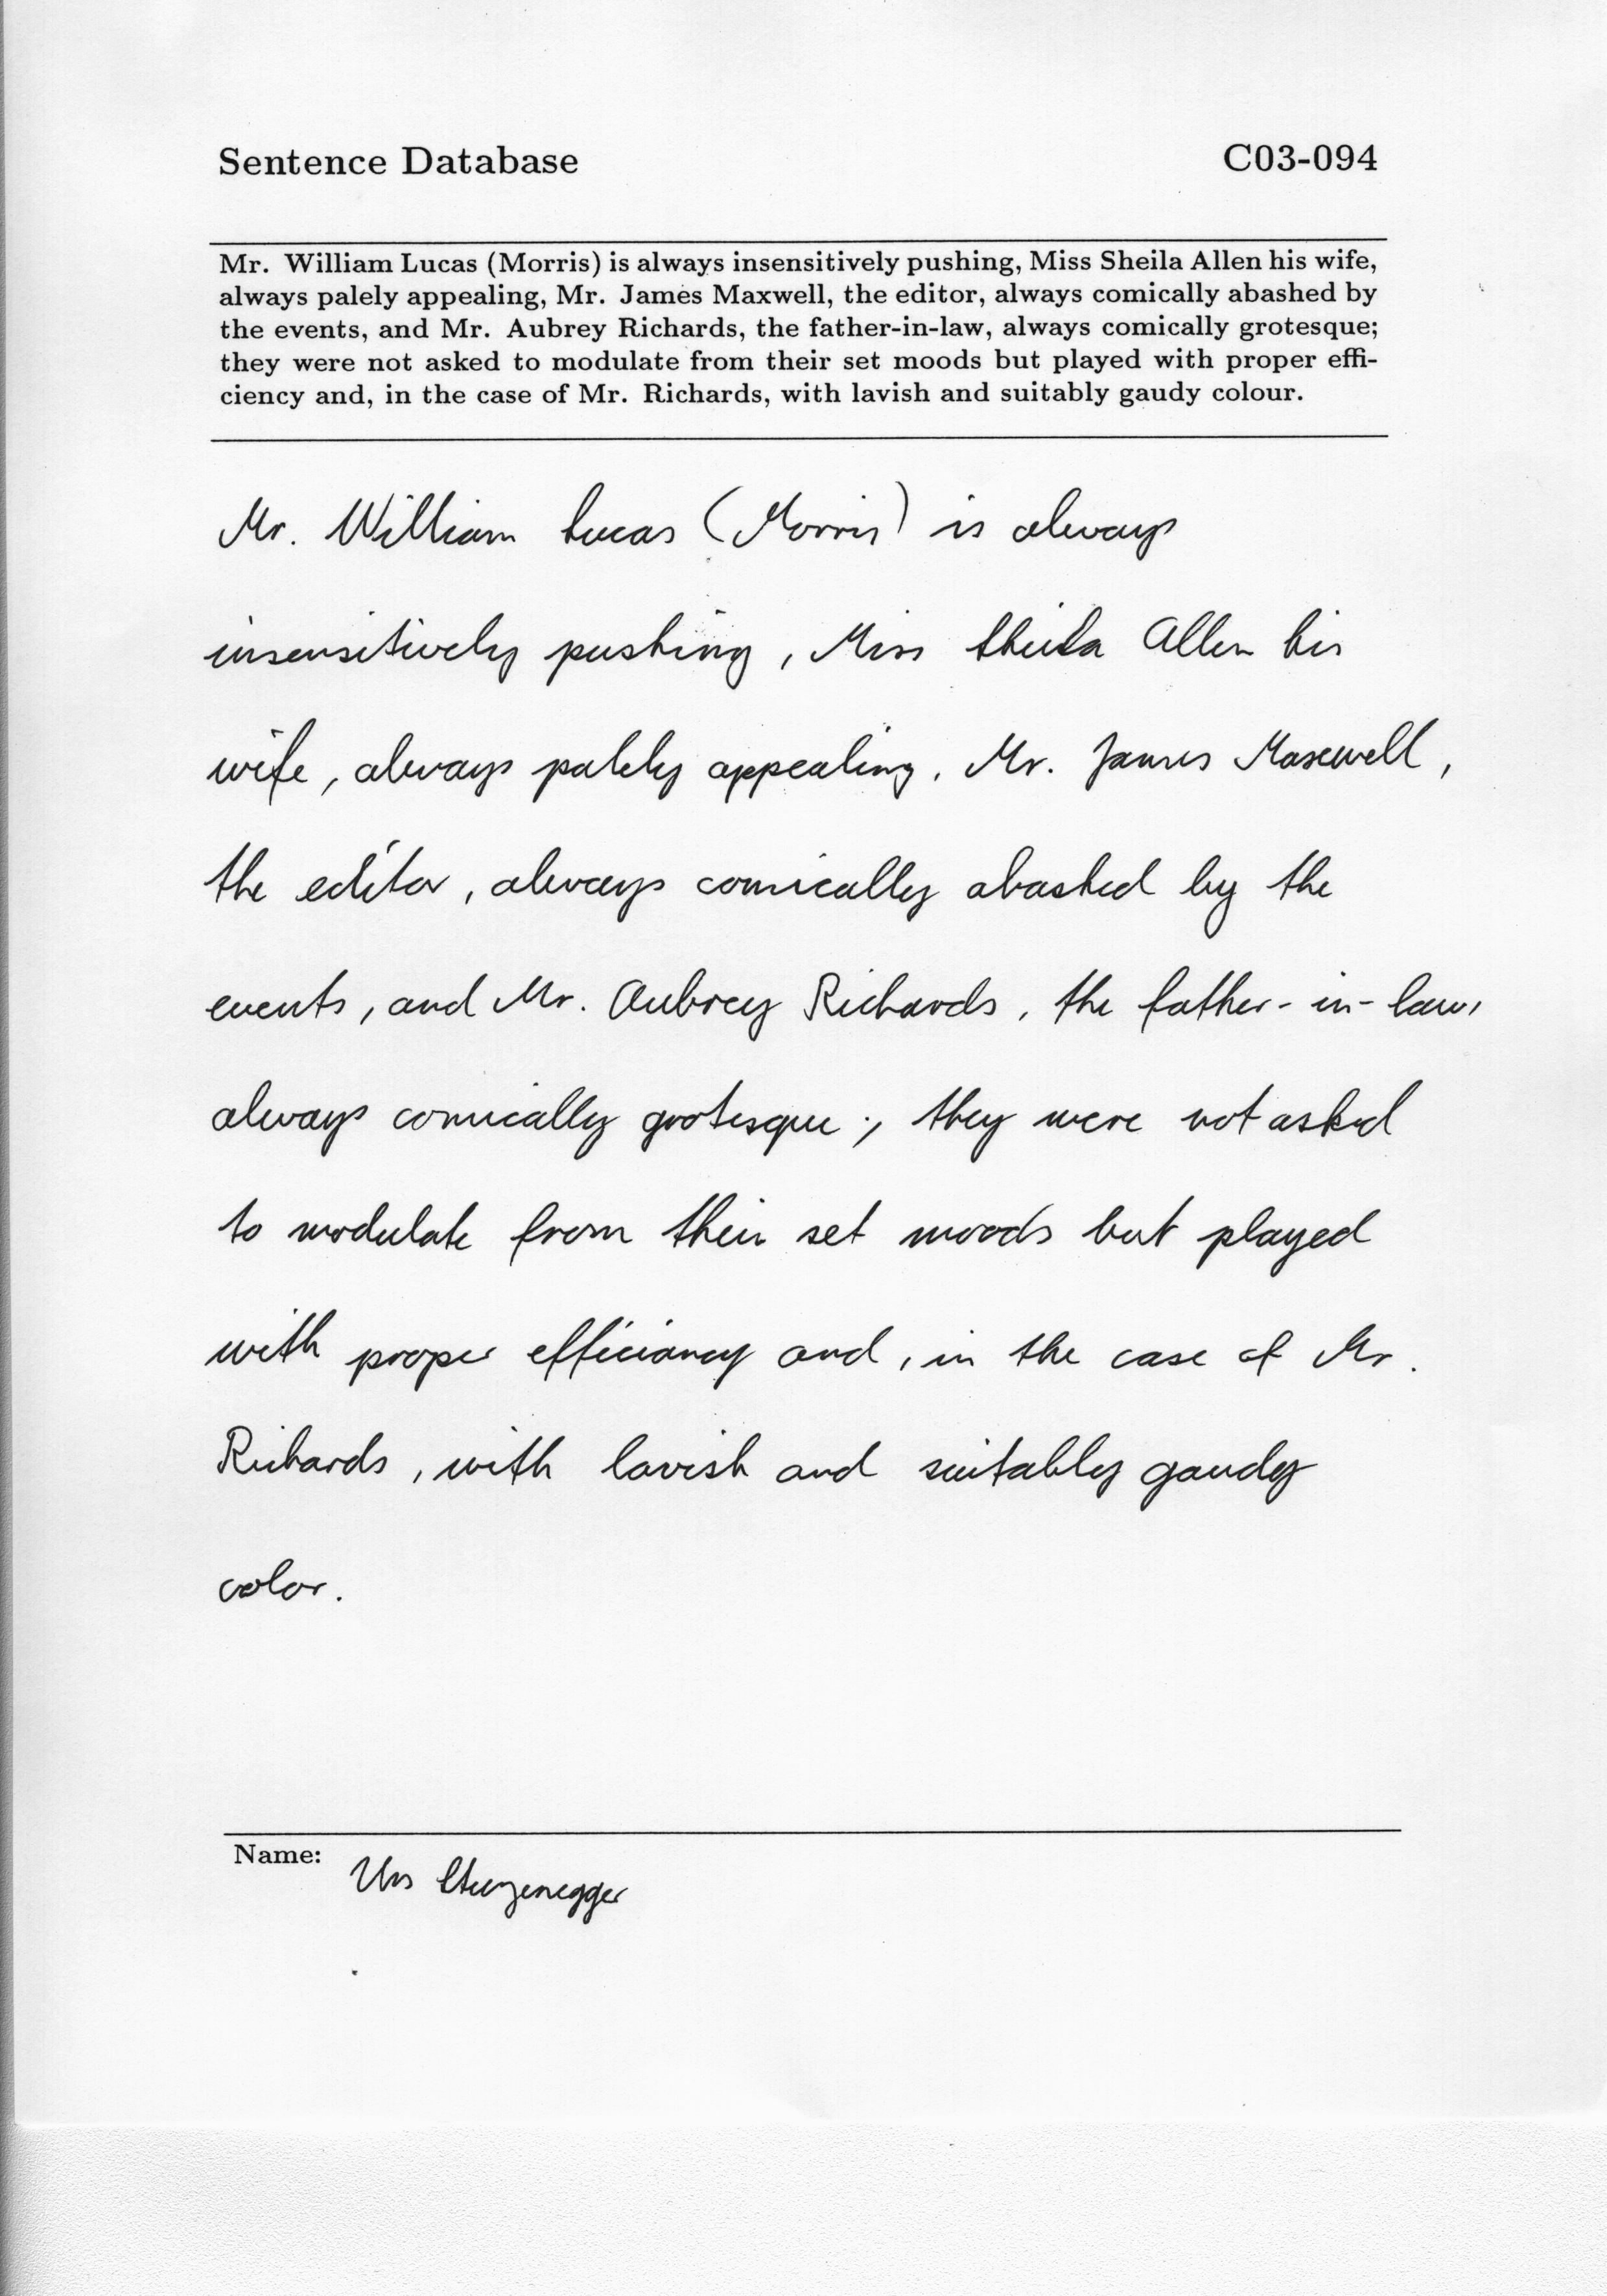 Sentence Database C03-094
Mr. William Lucas (Morris) is always insensitively pushing, Miss Sheila Allen his wife,
always palely appealing, Mr. James Maxwell, the editor, always comically abashed by
the events, and Mr. Aubrey Richards, the father-in-law, always comically grotesque;
they were not asked to modulate from their set moods but played with proper effi-
ciency and, in the case of Mr. Richards, with lavish and suitably gaudy colour.
Mr. William Lucas (Morris) is always
insensitively pushing, Miss Sheila Allen his
wife, always palely appealing, Mr. James Maxwell,
the editor, always comically abashed by the
events, and Mr. Aubrey Richards, the father-in-law,
always comically grotesque; they were not asked
to modulate from their set moods but played
with proper efficiancy and, in the case of Mr.
Richards, with lavish and suitably gaudy
color.
Name: Urs